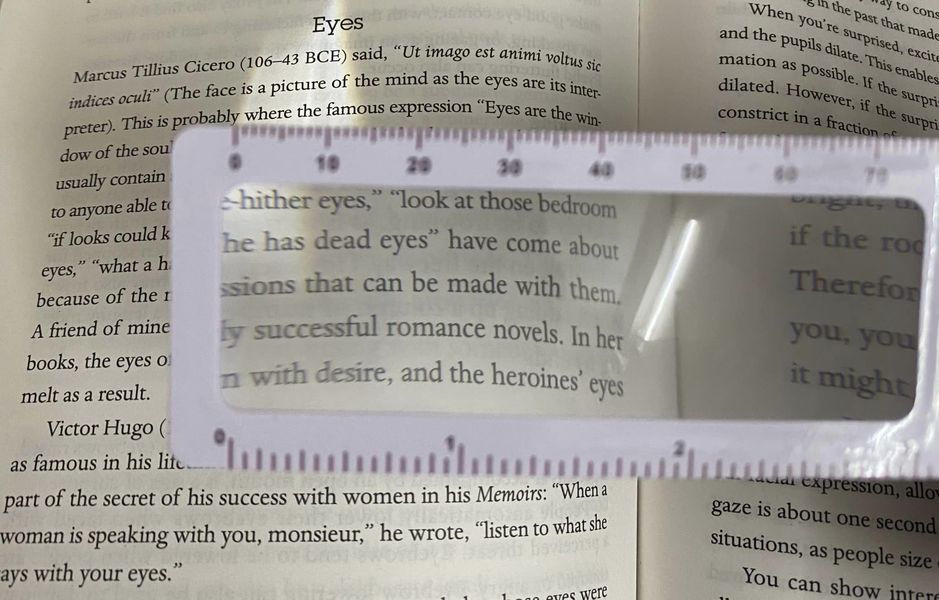 Eyes
Marcus Tillius Cicero (106–43 BCE) said, “Ut imago est animi voltus sic
indices oculi” (The face is a picture of the mind as the eyes are its inter-
preter). This is probably where the famous expression “Eyes are the win-
dow of the soul
usually contain
to anyone able to
“if looks could k
eyes,” “what a h
because of the
A friend of mine
books, the eyes
melt as a result.
Victor Hugo (
as famous in his life
part of the secret of his success with women in his Memoirs: “When a
woman is speaking with you, monsieur,” he wrote, “listen to what she
ays with your eyes.”
eyes were
0 10 20 30 40 50 60 70
e-hither eyes,” “look at those bedroom
he has dead eyes” have come about
ssions that can be made with them.
ly successful romance novels. In her
n with desire, and the heroines’ eyes
0 1 2
if the roo
Therefor
you, you
it might
way to cons
in the past that made
When you’re surprised, excite
and the pupils dilate. This enables
mation as possible. If the surpri
dilated. However, if the surpri
constrict in a fraction of
facial expression, allow
gaze is about one second
situations, as people size
You can show intere